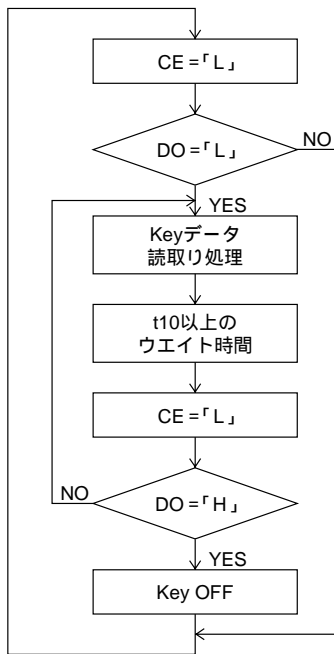 CE =「L」
DO =「L」
NO
YES
Keyデータ
読取り処理
t10以上の
ウエイト時間
CE =「L」
NO
DO =「H」
YES
Key OFF